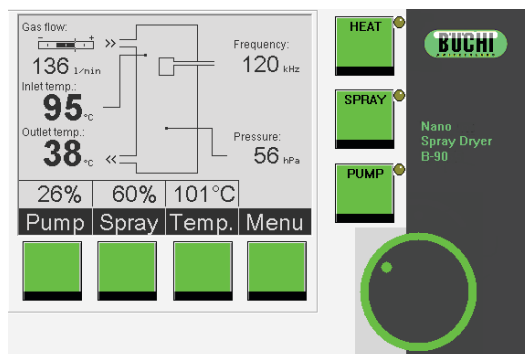 Gas flow:
- +
>>
136 l/min
Inlet temp.:
95 °C
Outlet temp.:
38 °C <<
Frequency:
120 kHz
Pressure:
56 hPa
26% 60% 101°C
Pump Spray Temp. Menu
HEAT
SPRAY
PUMP
BUCHI
SWITZERLAND
Nano
Spray Dryer
B-90